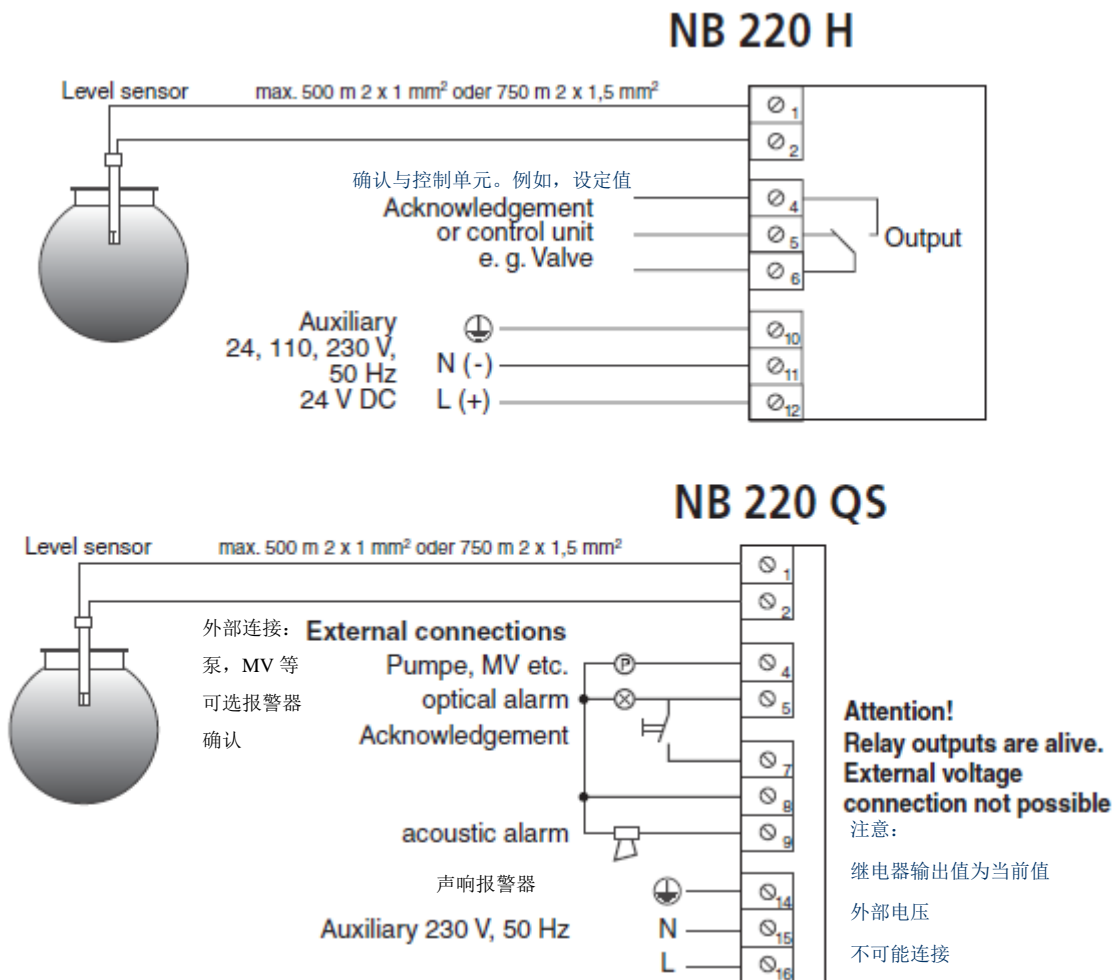 NB 220 H
Level sensor
max. 500 m 2 x 1 mm² oder 750 m 2 x 1,5 mm²
1
2
确认与控制单元。例如，设定值
Acknowledgement
or control unit
e. g. Valve
4
5
6
Output
Auxiliary
24, 110, 230 V,
50 Hz
24 V DC
N (-)
L (+)
10
11
12
NB 220 QS
Level sensor
max. 500 m 2 x 1 mm² oder 750 m 2 x 1,5 mm²
1
2
外部连接：
External connections
泵，MV 等
Pumpe, MV etc.
P
4
可选报警器
optical alarm
5
确认
Acknowledgement
7
8
acoustic alarm
9
声响报警器
14
Auxiliary 230 V, 50 Hz
N
15
L
16
Attention!
Relay outputs are alive.
External voltage
connection not possible
注意：
继电器输出值为当前值
外部电压
不可能连接